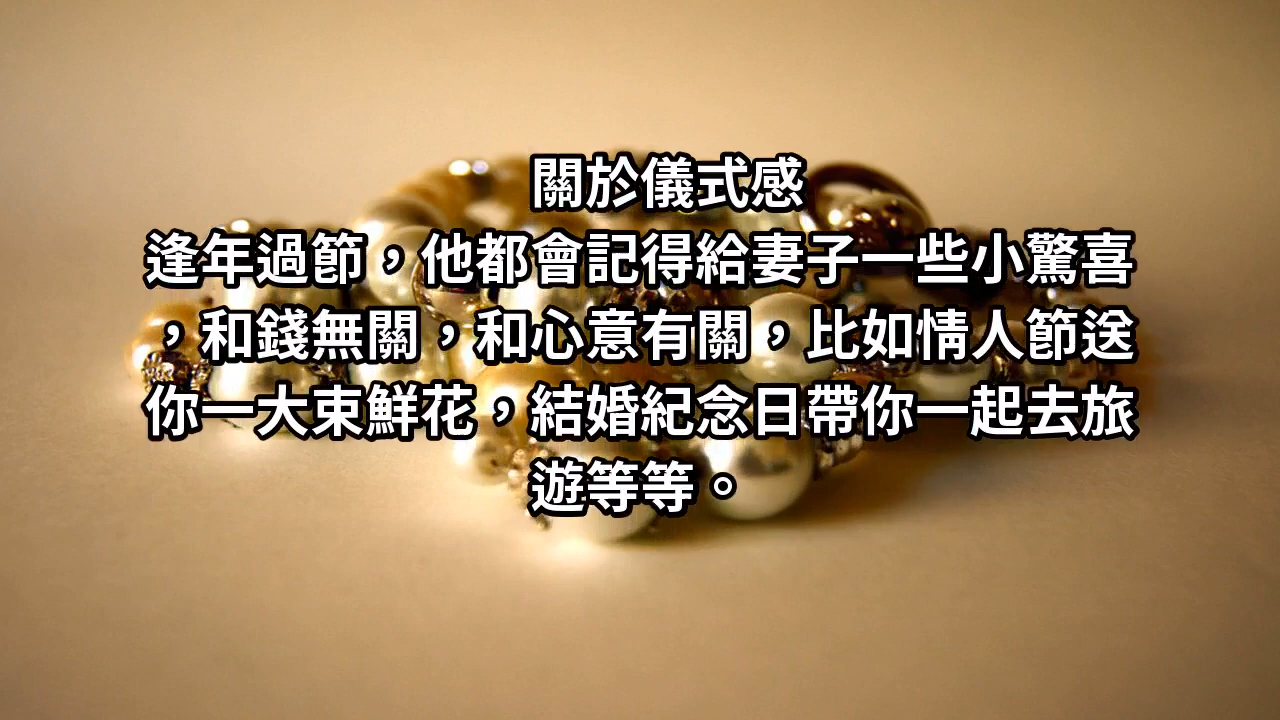 關於儀式感
逢年過節，他都會記得給妻子一些小驚喜
，和錢無關，和心意有關，比如情人節送
你一大束鮮花，結婚紀念日帶你一起去旅
遊等等。